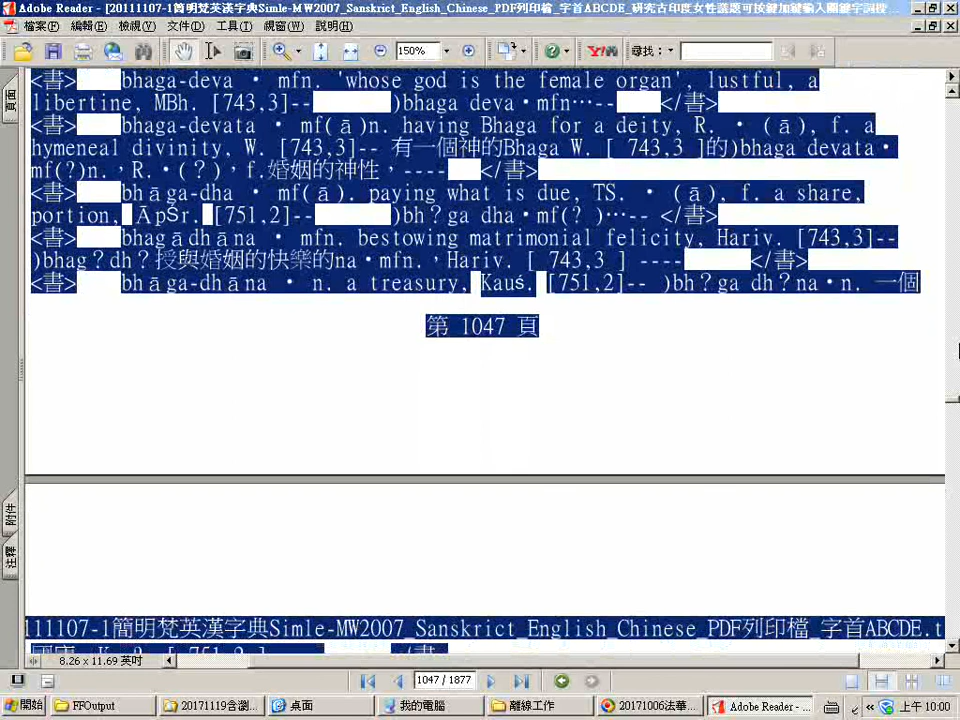 Adobe Reader - [20111107-1簡明梵英漢字典Simle-MW2007_Sanskrict_English_Chinese_PDF列印檔_字首ABCDE_研究古印度女性議題可按鍵加鍵輸入關鍵字詞搜...
檔案(F) 編輯(E) 檢視(V) 文件(D) 工具(T) 視窗(W) 說明(H)
150% 尋找:
頁面
<書> bhaga-deva · mfn. 'whose god is the female organ', lustful, a
libertine, MBh. [743,3]-- )bhaga deva·mfn…-- </書>
<書> bhaga-devata · mf(ā)n. having Bhaga for a deity, R. · (ā), f. a
hymeneal divinity, W. [743,3]-- 有一個神的Bhaga W. [ 743,3 ]的)bhaga devata·
mf(?)n.，R.·(？)，f.婚姻的神性，---- </書>
<書> bhāga-dha · mf(ā). paying what is due, TS. · (ā), f. a share,
portion, ĀpŚr. [751,2]-- )bh？ga dha·mf(? )…-- </書>
<書> bhagādhāna · mfn. bestowing matrimonial felicity, Hariv. [743,3]--
)bhag？dh？授與婚姻的快樂的na·mfn.，Hariv. [ 743,3 ] ---- </書>
<書> bhāga-dhāna · n. a treasury, Kauś. [751,2]-- )bh？ga dh？na·n. 一個
第 1047 頁
附件
註釋
111107-1簡明梵英漢字典Simle-MW2007_Sanskrict_English_Chinese_PDF列印檔_字首ABCDE.t
8.26 x 11.69 英吋
1047 / 1877
開始 FFOutput 20171119含瀏... 桌面 我的電腦 離線工作 20171006法華... Adobe Reader - ... 上午 10:00